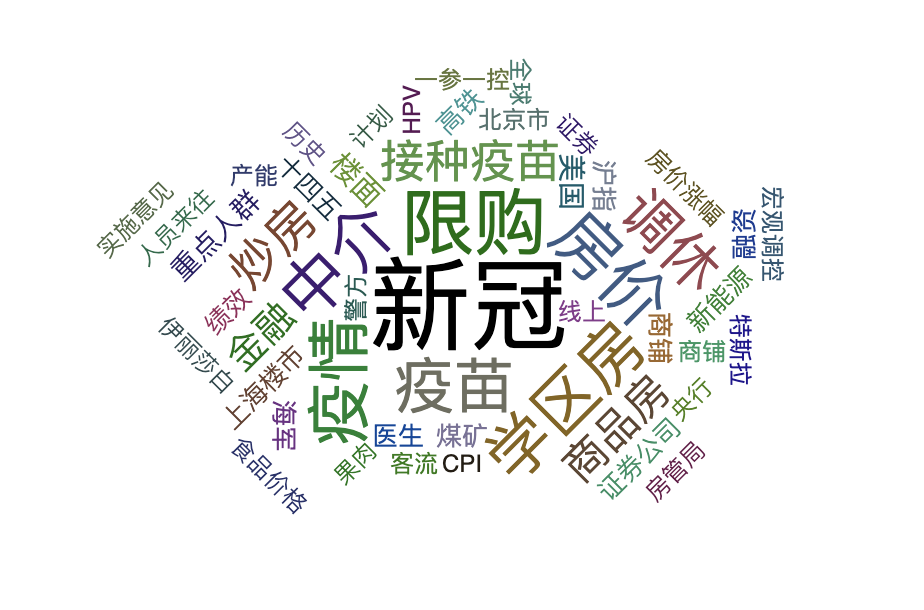 一参一控
全球
HPV
高铁
北京市
证券
计划
历史
接种疫苗
美国
沪指
房价涨幅
楼面
产能
十四五
实施意见
人员来往
重点人群
炒房
中介
限购
房价
调休
宏观调控
融资
警方
新冠
线上
新能源
绩效
金融
商铺
特斯拉
伊丽莎白
上海楼市
疫情
疫苗
学区房
商铺
商品房
央行
海军
医生
煤矿
食品价格
果肉
客流
CPI
证券公司
房管局